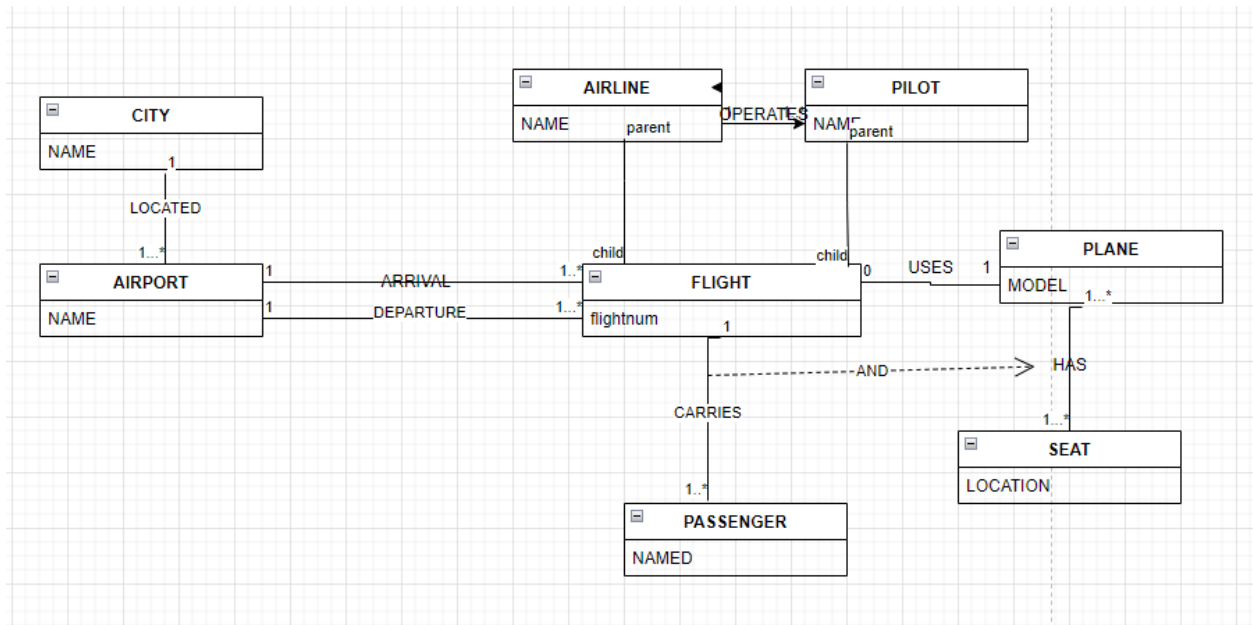 AIRLINE
PILOT
CITY
NAME
OPERATES
NAME
parent
parent
NAME
1
LOCATED
1...*
child
child
PLANE
AIRPORT
1
ARRIVAL
1..*
FLIGHT
0
USES
1
MODEL
1...*
NAME
1
DEPARTURE
1...*
flightnum
1
AND
HAS
CARRIES
1...*
SEAT
LOCATION
1..*
PASSENGER
NAMED